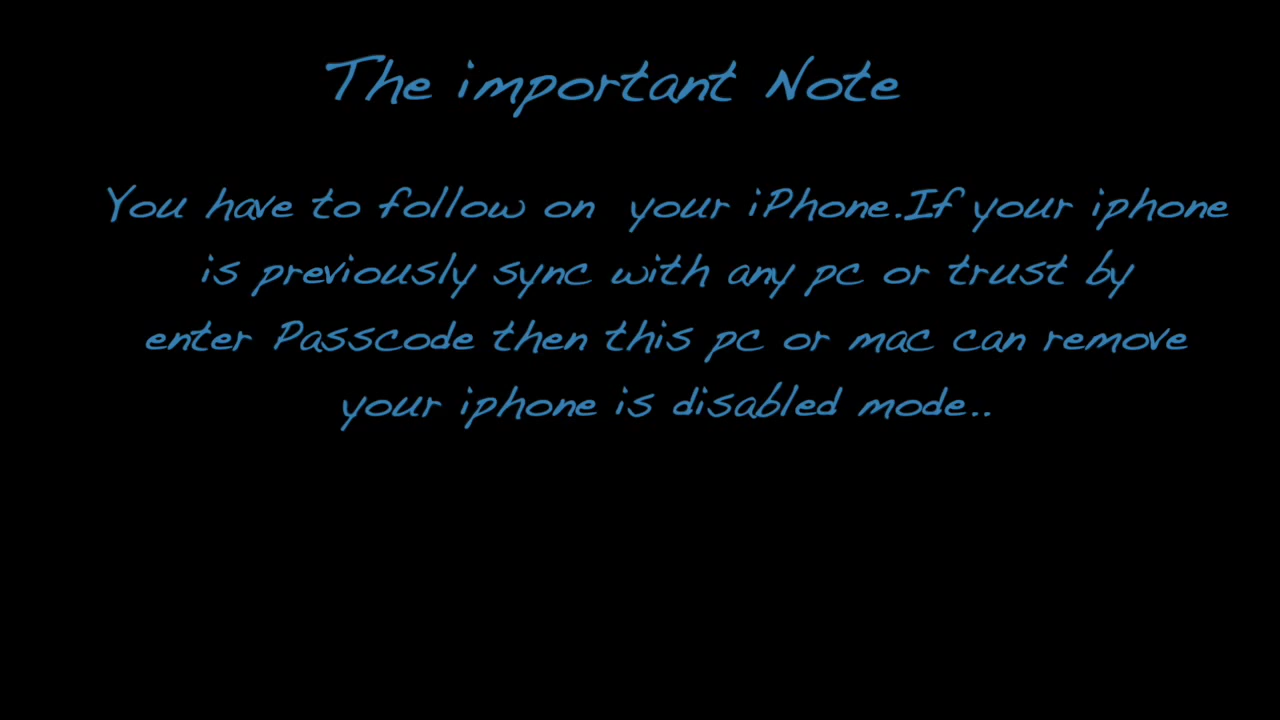 The important Note
You have to follow on your iPhone.If your iphone
is previously sync with any pc or trust by
enter Passcode then this pc or mac can remove
your iphone is disabled mode..